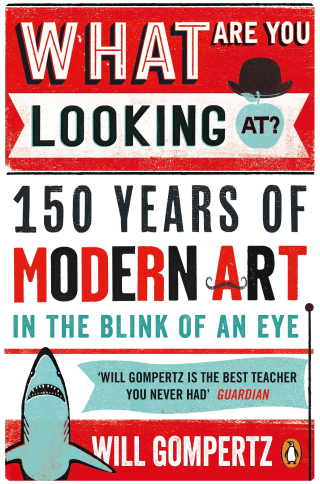 WHAT ARE YOU
LOOKING AT?
150 YEARS OF
MODERN ART
IN THE BLINK OF AN EYE
'WILL GOMPERTZ IS THE BEST TEACHER
YOU NEVER HAD' GUARDIAN
WILL GOMPERTZ